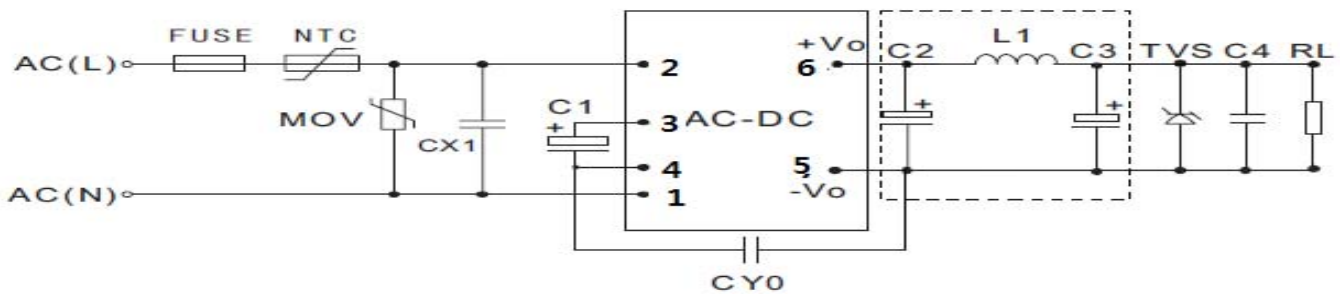 FUSE NTC
AC(L)
MOV
CX1
C1
+
AC(N)
2
3 AC-DC
4
1
+Vo
6
5
-Vo
C2 L1 C3 TVS C4 RL
+ +
CY0